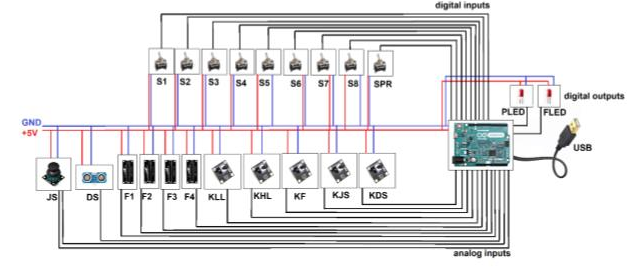 digital inputs
S1 S2 S3 S4 S5 S6 S7 S8 SPR
PLED FLED
digital outputs
GND
+5V
USB
JS DS F1 F2 F3 F4 KLL KHL KF KJS KDS
analog inputs